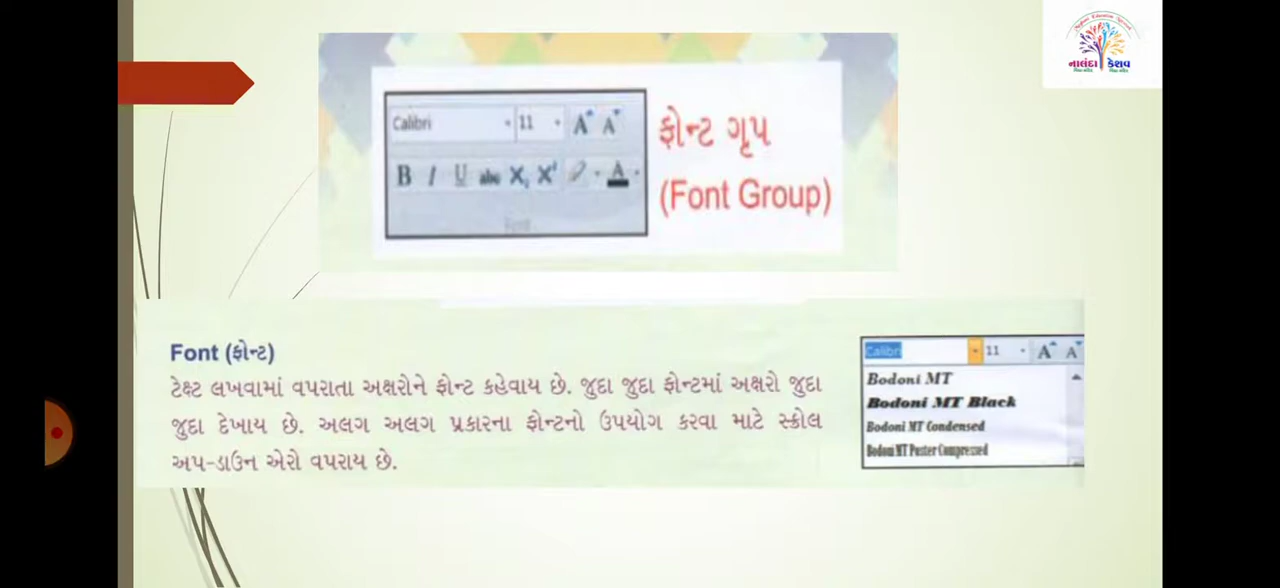 નાલંદા કેશવ
Calibri 11 A A
ફોન્ટ ગૃપ
B I U abc X, X'
A
(Font Group)
Font
Font (ફોન્ટ)
ટેક્ષ્ટ લખવામાં વપરાતા અક્ષરોને ફોન્ટ કહેવાય છે. જુદા જુદા ફોન્ટમાં અક્ષરો જુદા
જુદા દેખાય છે. અલગ અલગ પ્રકારના ફોન્ટનો ઉપયોગ કરવા માટે સ્ક્રોલ
અપ-ડાઉન એરો વપરાય છે.
Calibri 11 A A
Bodoni MT
Bodoni MT Black
Bodoni MT Condensed
Bodoni MT Poster Compressed